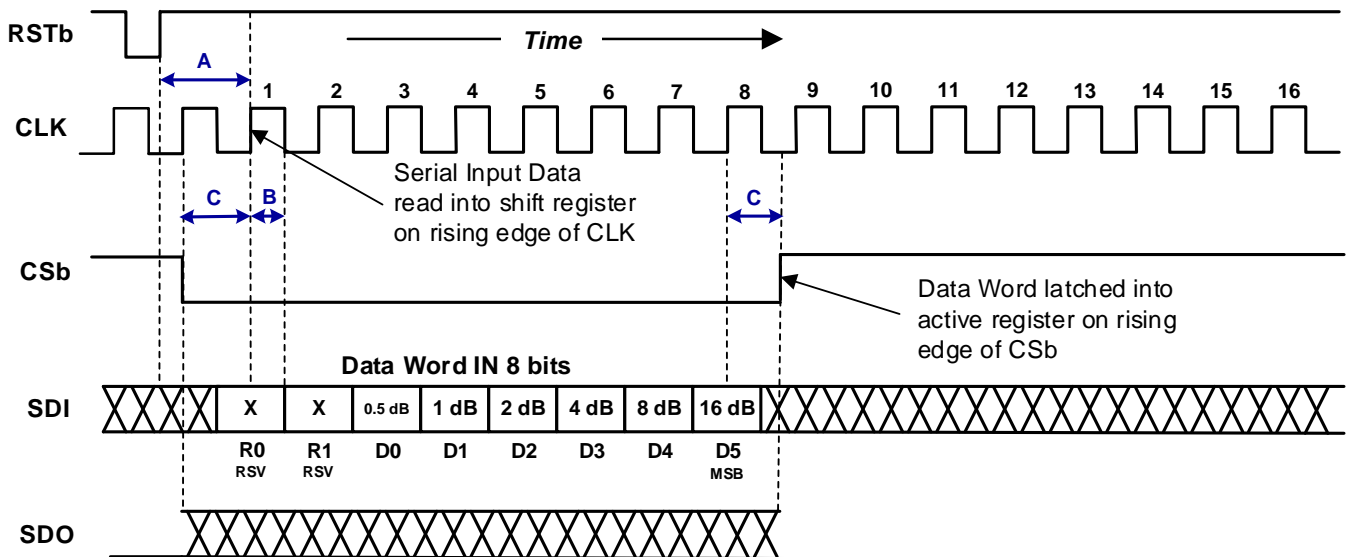 RSTb
Time
A
1 2 3 4 5 6 7 8 9 10 11 12 13 14 15 16
CLK
Serial Input Data
read into shift register
on rising edge of CLK
C B C
CSb
Data Word latched into
active register on rising
edge of CSb
Data Word IN 8 bits
SDI X X 0.5 dB 1 dB 2 dB 4 dB 8 dB 16 dB
R0 R1 D0 D1 D2 D3 D4 D5
RSV RSV MSB
SDO